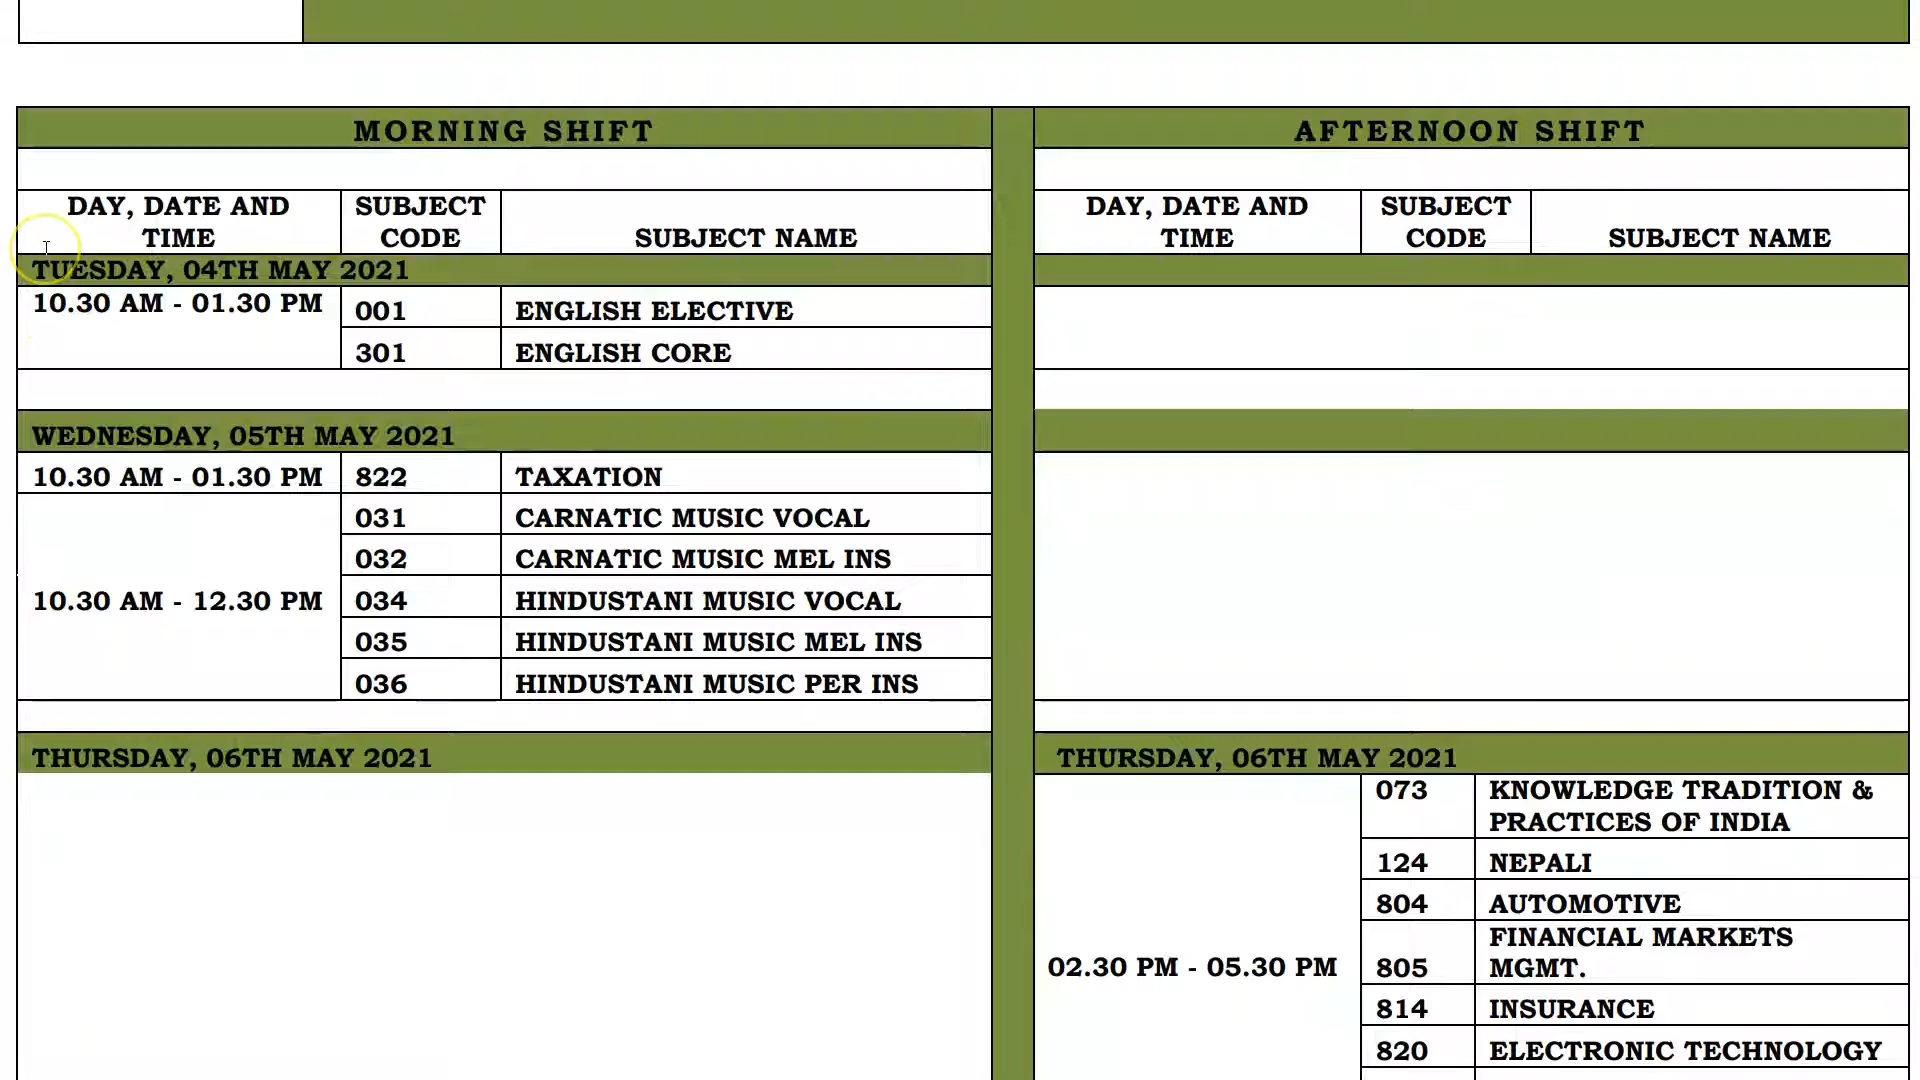 MORNING SHIFT
DAY, DATE AND
TIME
SUBJECT
CODE
SUBJECT NAME
TUESDAY, 04TH MAY 2021
10.30 AM - 01.30 PM
001
ENGLISH ELECTIVE
301
ENGLISH CORE
WEDNESDAY, 05TH MAY 2021
10.30 AM - 01.30 PM
822
TAXATION
10.30 AM - 12.30 PM
031
CARNATIC MUSIC VOCAL
032
CARNATIC MUSIC MEL INS
034
HINDUSTANI MUSIC VOCAL
035
HINDUSTANI MUSIC MEL INS
036
HINDUSTANI MUSIC PER INS
THURSDAY, 06TH MAY 2021
AFTERNOON SHIFT
DAY, DATE AND
TIME
SUBJECT
CODE
SUBJECT NAME
THURSDAY, 06TH MAY 2021
02.30 PM - 05.30 PM
073
KNOWLEDGE TRADITION &
PRACTICES OF INDIA
124
NEPALI
804
AUTOMOTIVE
805
FINANCIAL MARKETS
MGMT.
814
INSURANCE
820
ELECTRONIC TECHNOLOGY